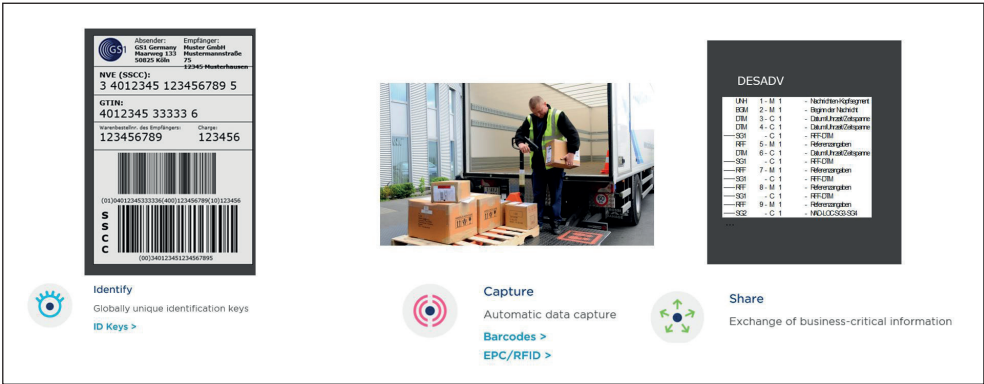 GS1
Absender:
GS1 Germany
Maarweg 133
50825 Köln
Empfänger:
Muster GmbH
Mustermannstraße
75
12345 Musterhausen
NVE (SSCC):
3 4012345 123456789 5
GTIN:
4012345 33333 6
Warenbestellnr. des Empfängers:
123456789
Charge:
123456
(01)04012345333336(400)123456789(10)123456
SSCC
(00)340123451234567895
Identify
Globally unique identification keys
ID Keys >
Capture
Automatic data capture
Barcodes >
EPC/RFID >
DESADV
UNH 1 - M 1 - Nachrichten-Kopfsegment
BGM 2 - M 1 - Beginn der Nachricht
DTM 3 - C 1 - Datum/Uhrzeit/Zeitspanne
DTM 4 - C 1 - Datum/Uhrzeit/Zeitspanne
SG1 - C 1 - RFF-DTM
RFF 5 - M 1 - Referenzangaben
DTM 6 - C 1 - Datum/Uhrzeit/Zeitspanne
SG1 - C 1 - RFF-DTM
RFF 7 - M 1 - Referenzangaben
SG1 - C 1 - RFF-DTM
RFF 8 - M 1 - Referenzangaben
SG1 - C 1 - RFF-DTM
RFF 9 - M 1 - Referenzangaben
SG2 - C 1 - NAD-LOC-SG3-SG4
...
Share
Exchange of business-critical information